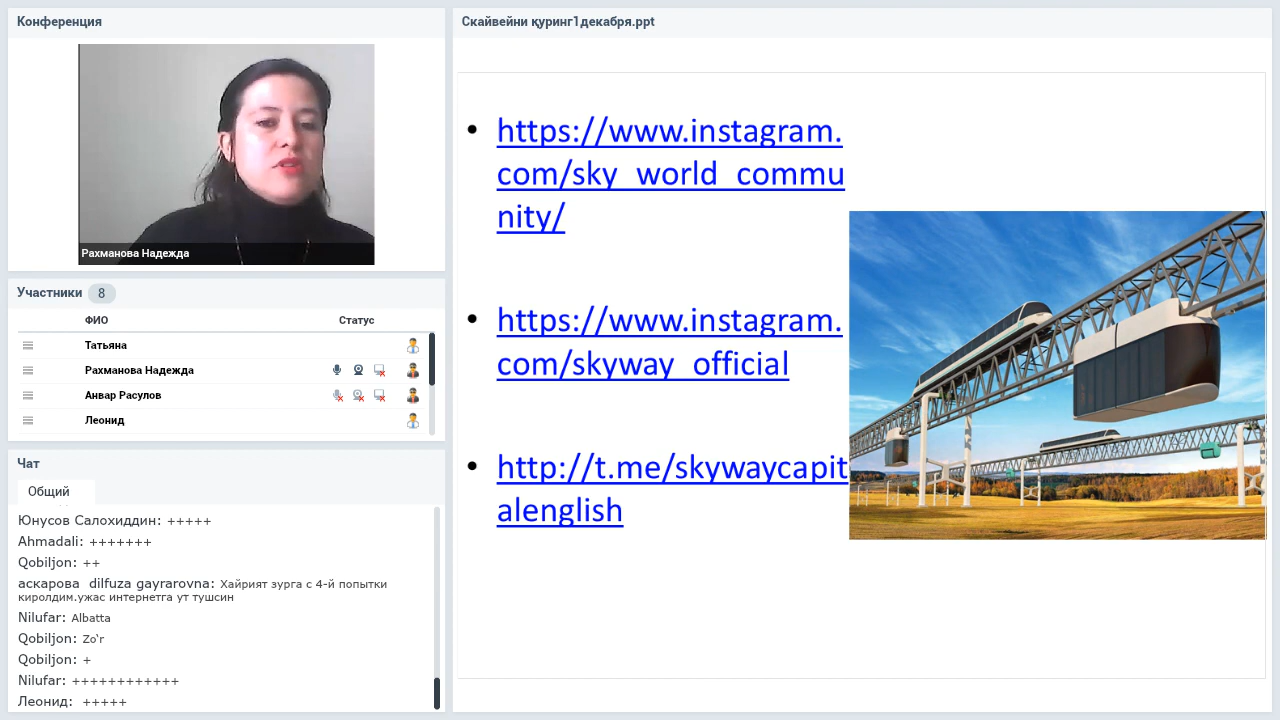 Конференция
Рахманова Надежда
Участники 8
ФИО Статус
Татьяна
Рахманова Надежда
Анвар Расулов
Леонид
Чат
Общий
Юнусов Салохиддин: +++++
Ahmadali: +++++++
Qobiljon: ++
аскарова dilfuza gayrarovna: Хайрият зурга с 4-й попытки
киролдим.ужас интернетга ут тушсин
Nilufar: Albatta
Qobiljon: Zo'r
Qobiljon: +
Nilufar: ++++++++++++
Леонид: +++++
Скайвейни қуринг1декабря.ppt
• https://www.instagram.
com/sky_world_commu
nity/
• https://www.instagram.
com/skyway_official
• http://t.me/skywaycapit
alenglish